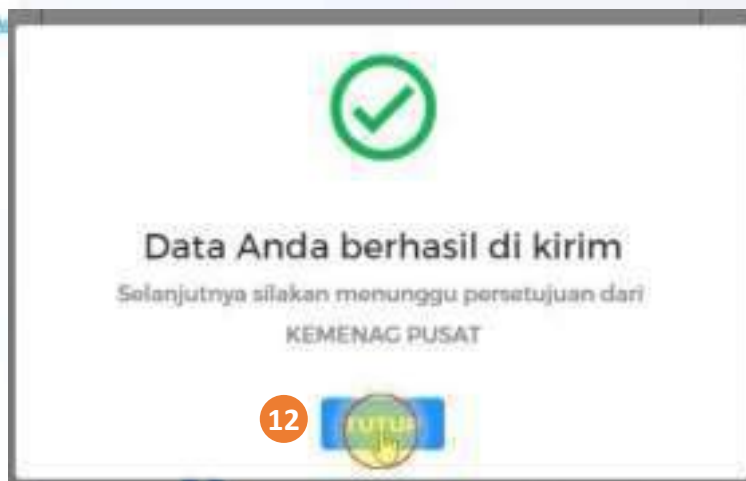 Data Anda berhasil di kirim
Selanjutnya silakan menunggu persetujuan dari
KEMENAG PUSAT
12
TUTUP